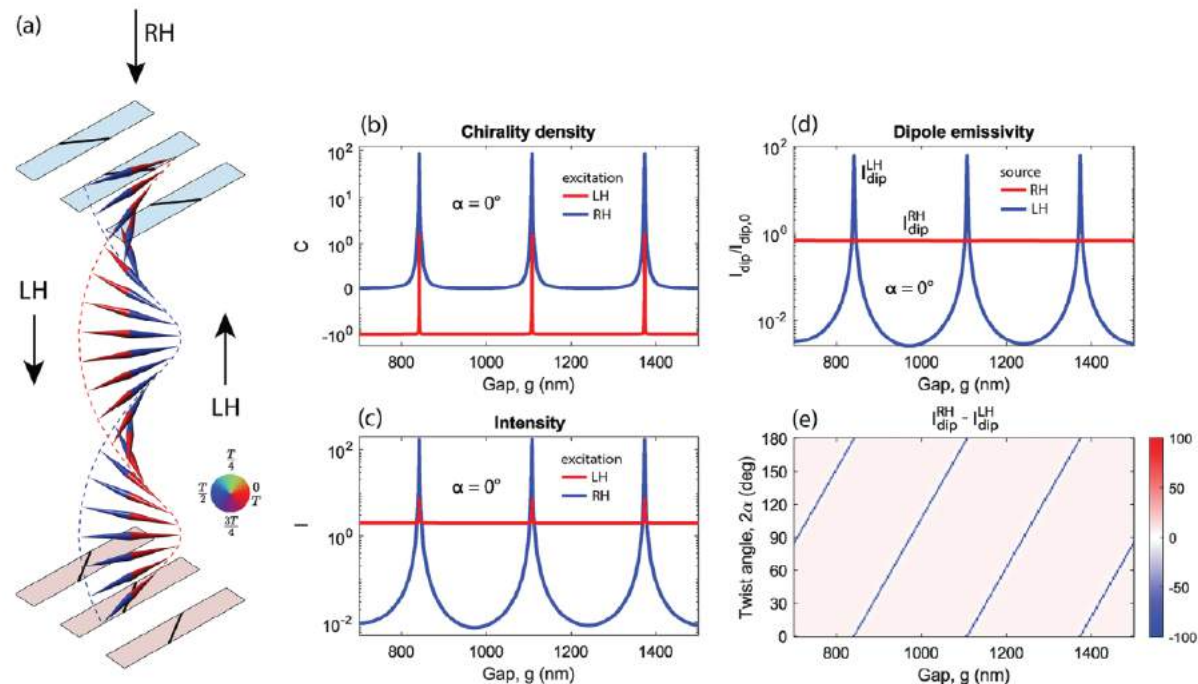 (a)
RH
LH
LH
T/4
T/2
0
T
3T/4
(b)
Chirality density
10^2
10^1
10^0
0
-10^0
C
α = 0°
excitation
LH
RH
800
1000
1200
1400
Gap, g (nm)
(c)
Intensity
10^2
10^0
10^-2
I
α = 0°
excitation
LH
RH
800
1000
1200
1400
Gap, g (nm)
(d)
Dipole emissivity
10^2
10^0
10^-2
I_dip/I_dip,0
I_dip^LH
I_dip^RH
α = 0°
source
RH
LH
800
1000
1200
1400
Gap, g (nm)
(e)
I_dip^RH - I_dip^LH
180
150
120
90
60
30
0
Twist angle, 2α (deg)
800
1000
1200
1400
Gap, g (nm)
100
50
0
-50
-100